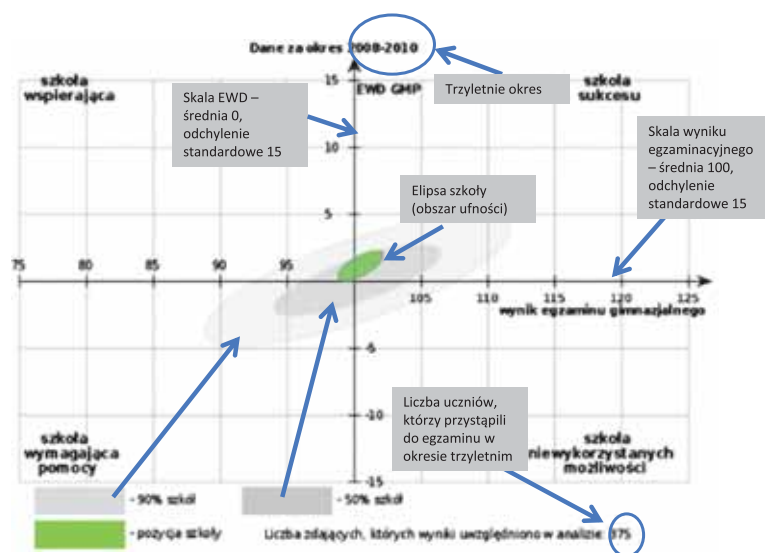 Dane za okres 2008-2010
szkoła
wspierająca
15
EWD GMP
Trzyletnie okres
szkoła
sukcesu
Skala EWD –
średnia 0,
odchylenie
standardowe 15
10
Skala wyniku
egzaminacyjnego
– średnia 100,
odchylenie
standardowe 15
Elipsa szkoły
(obszar ufności)
5
75 80 85 90 95
105 110 115 120 125
wynik egzaminu gimnazjalnego
-5
Liczba uczniów,
którzy przystąpili
do egzaminu w
okresie trzyletnim
-10
szkoła
wymagająca
pomocy
szkoła
niewykorzystanych
możliwości
-15
- 90% szkół
- 50% szkół
- pozycja szkoły
Liczba zdających, których wyniki uwzględniono w analizie: 375